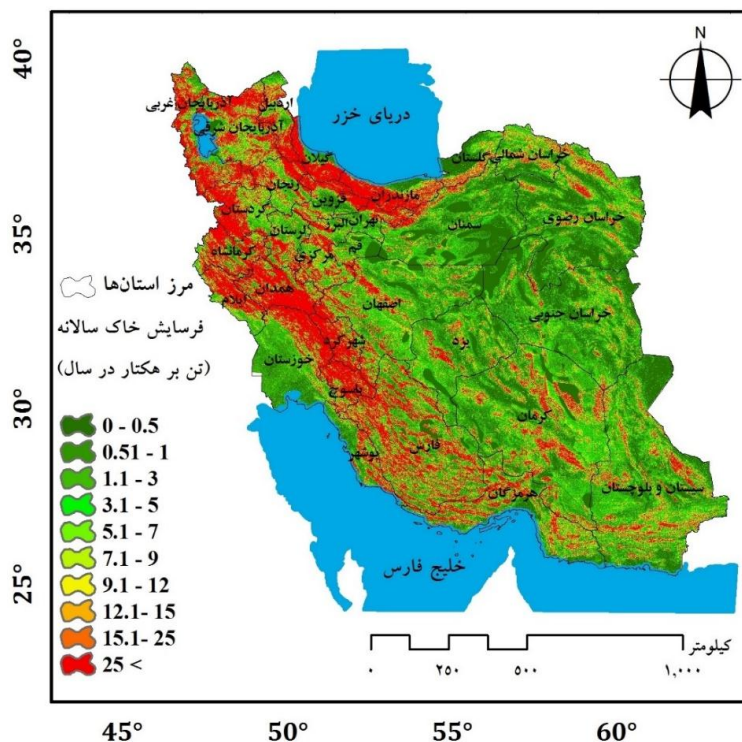 N
40°
35°
30°
25°
دریای خزر
آذربایجان غربی
اردبیل
آذربایجان شرقی
گیلان
گلستان
خراسان شمالی
زنجان
قزوین
مازندران
کردستان
البرز
تهران
سمنان
خراسان رضوی
لرستان
قم
کرمانشاه
مرکزی
همدان
ایلام
اصفهان
خراسان جنوبی
شهرکرد
یزد
خوزستان
یاسوج
کرمان
بوشهر
فارس
هرمزگان
سیستان و بلوچستان
خلیج فارس
مرز استان‌ها
فرسایش خاک سالانه
(تن بر هکتار در سال)
0 - 0.5
0.51 - 1
1.1 - 3
3.1 - 5
5.1 - 7
7.1 - 9
9.1 - 12
12.1 - 15
15.1 - 25
25 <
کیلومتر
۰ ۲۵۰ ۵۰۰ ۱,۰۰۰
45° 50° 55° 60°